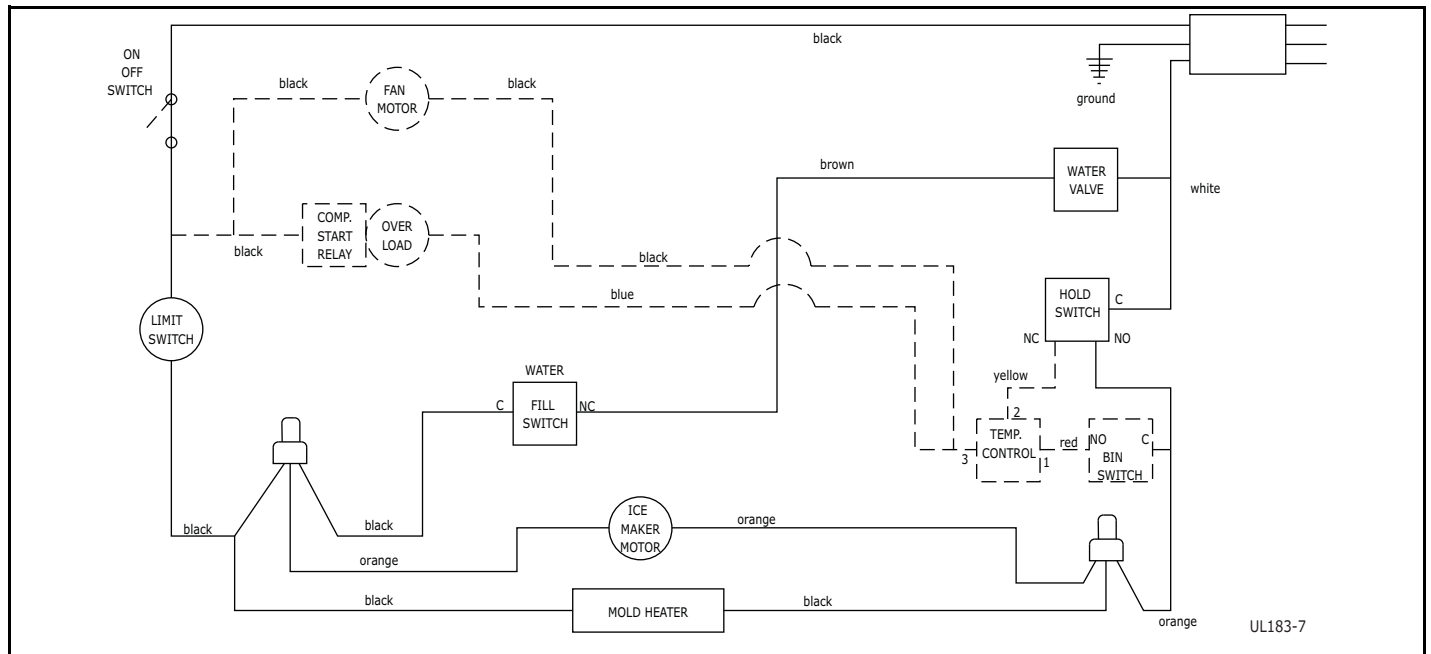 black
ON
OFF
SWITCH
black
FAN
MOTOR
black
ground
brown
WATER
VALVE
white
COMP.
START
RELAY
OVER
LOAD
black
black
blue
HOLD
SWITCH
C
NC
NO
LIMIT
SWITCH
WATER
C
FILL
SWITCH
NC
yellow
2
TEMP.
CONTROL
3
1
red
NO
C
BIN
SWITCH
black
black
orange
ICE
MAKER
MOTOR
orange
black
MOLD HEATER
black
orange
UL183-7